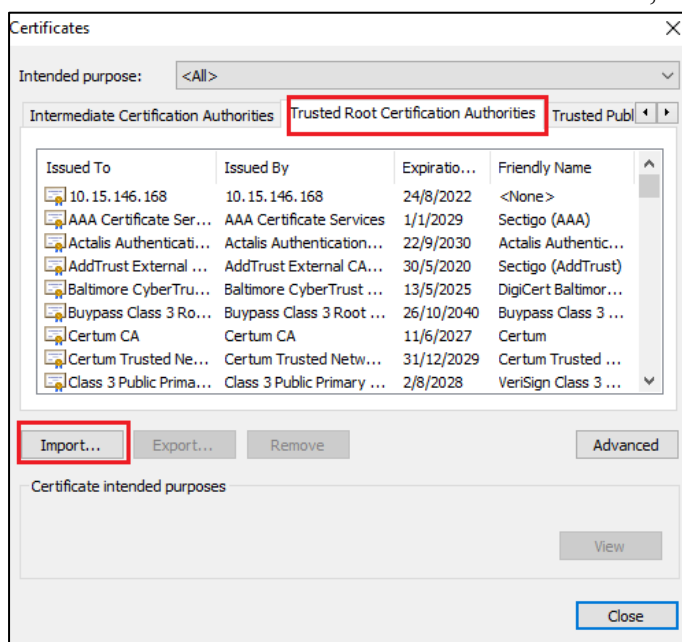 Certificates
Intended purpose: <All>
Intermediate Certification Authorities Trusted Root Certification Authorities Trusted Publ
Issued To Issued By Expiratio... Friendly Name
10.15.146.168 10.15.146.168 24/8/2022 <None>
AAA Certificate Ser... AAA Certificate Services 1/1/2029 Sectigo (AAA)
Actalis Authenticati... Actalis Authentication... 22/9/2030 Actalis Authentic...
AddTrust External ... AddTrust External CA... 30/5/2020 Sectigo (AddTrust)
Baltimore CyberTru... Baltimore CyberTrust ... 13/5/2025 DigiCert Baltimor...
Buypass Class 3 Ro... Buypass Class 3 Root ... 26/10/2040 Buypass Class 3 ...
Certum CA Certum CA 11/6/2027 Certum
Certum Trusted Ne... Certum Trusted Netw... 31/12/2029 Certum Trusted ...
Class 3 Public Prima... Class 3 Public Primary ... 2/8/2028 VeriSign Class 3 ...
Import... Export... Remove Advanced
Certificate intended purposes
View
Close